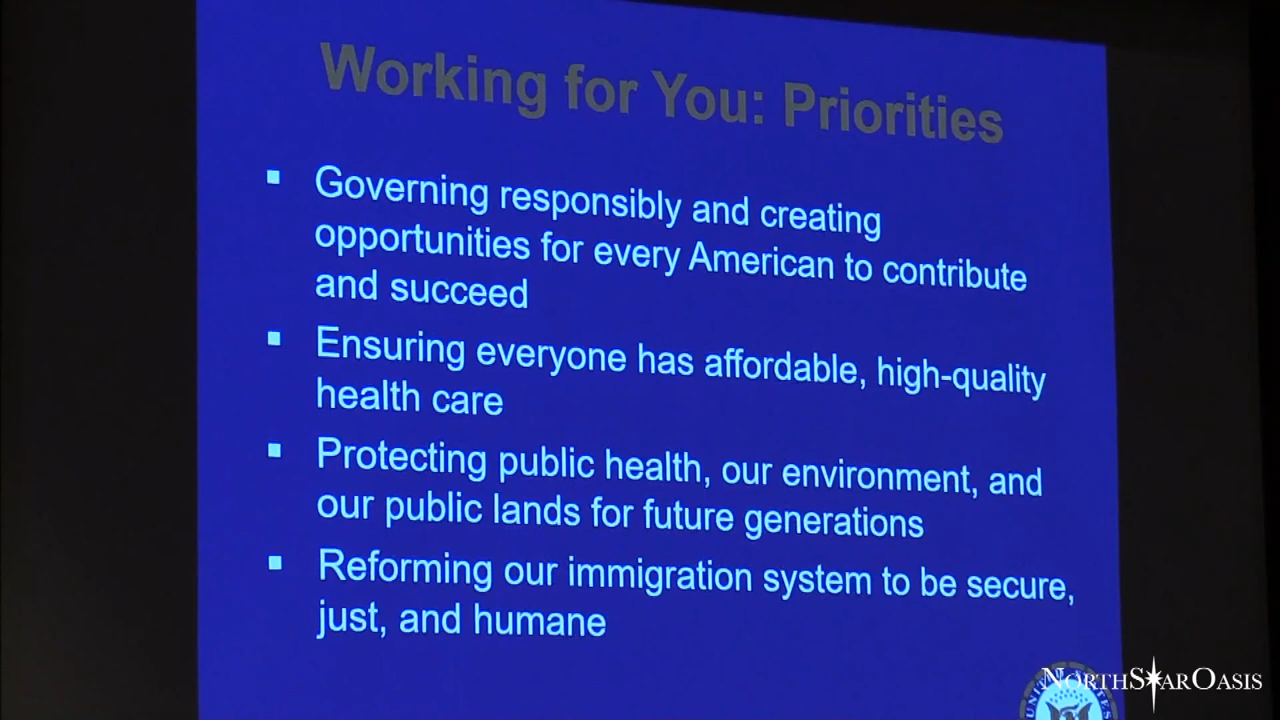 Working for You: Priorities
▪ Governing responsibly and creating
opportunities for every American to contribute
and succeed
▪ Ensuring everyone has affordable, high-quality
health care
▪ Protecting public health, our environment, and
our public lands for future generations
▪ Reforming our immigration system to be secure,
just, and humane
NORTHSTAROASIS